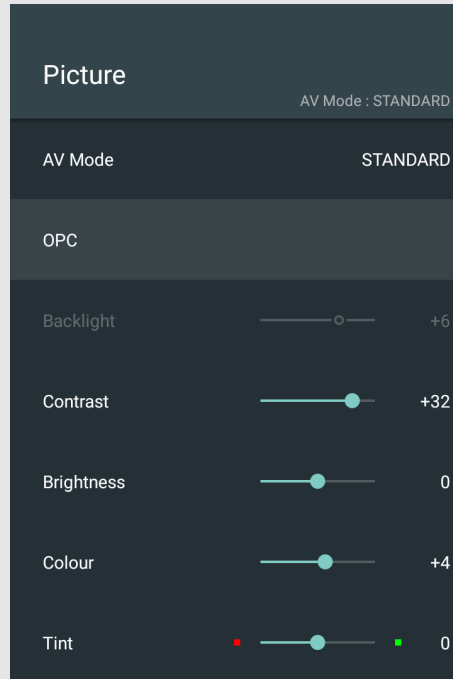 Picture
AV Mode : STANDARD
AV Mode STANDARD
OPC
Backlight +6
Contrast +32
Brightness 0
Colour +4
Tint 0